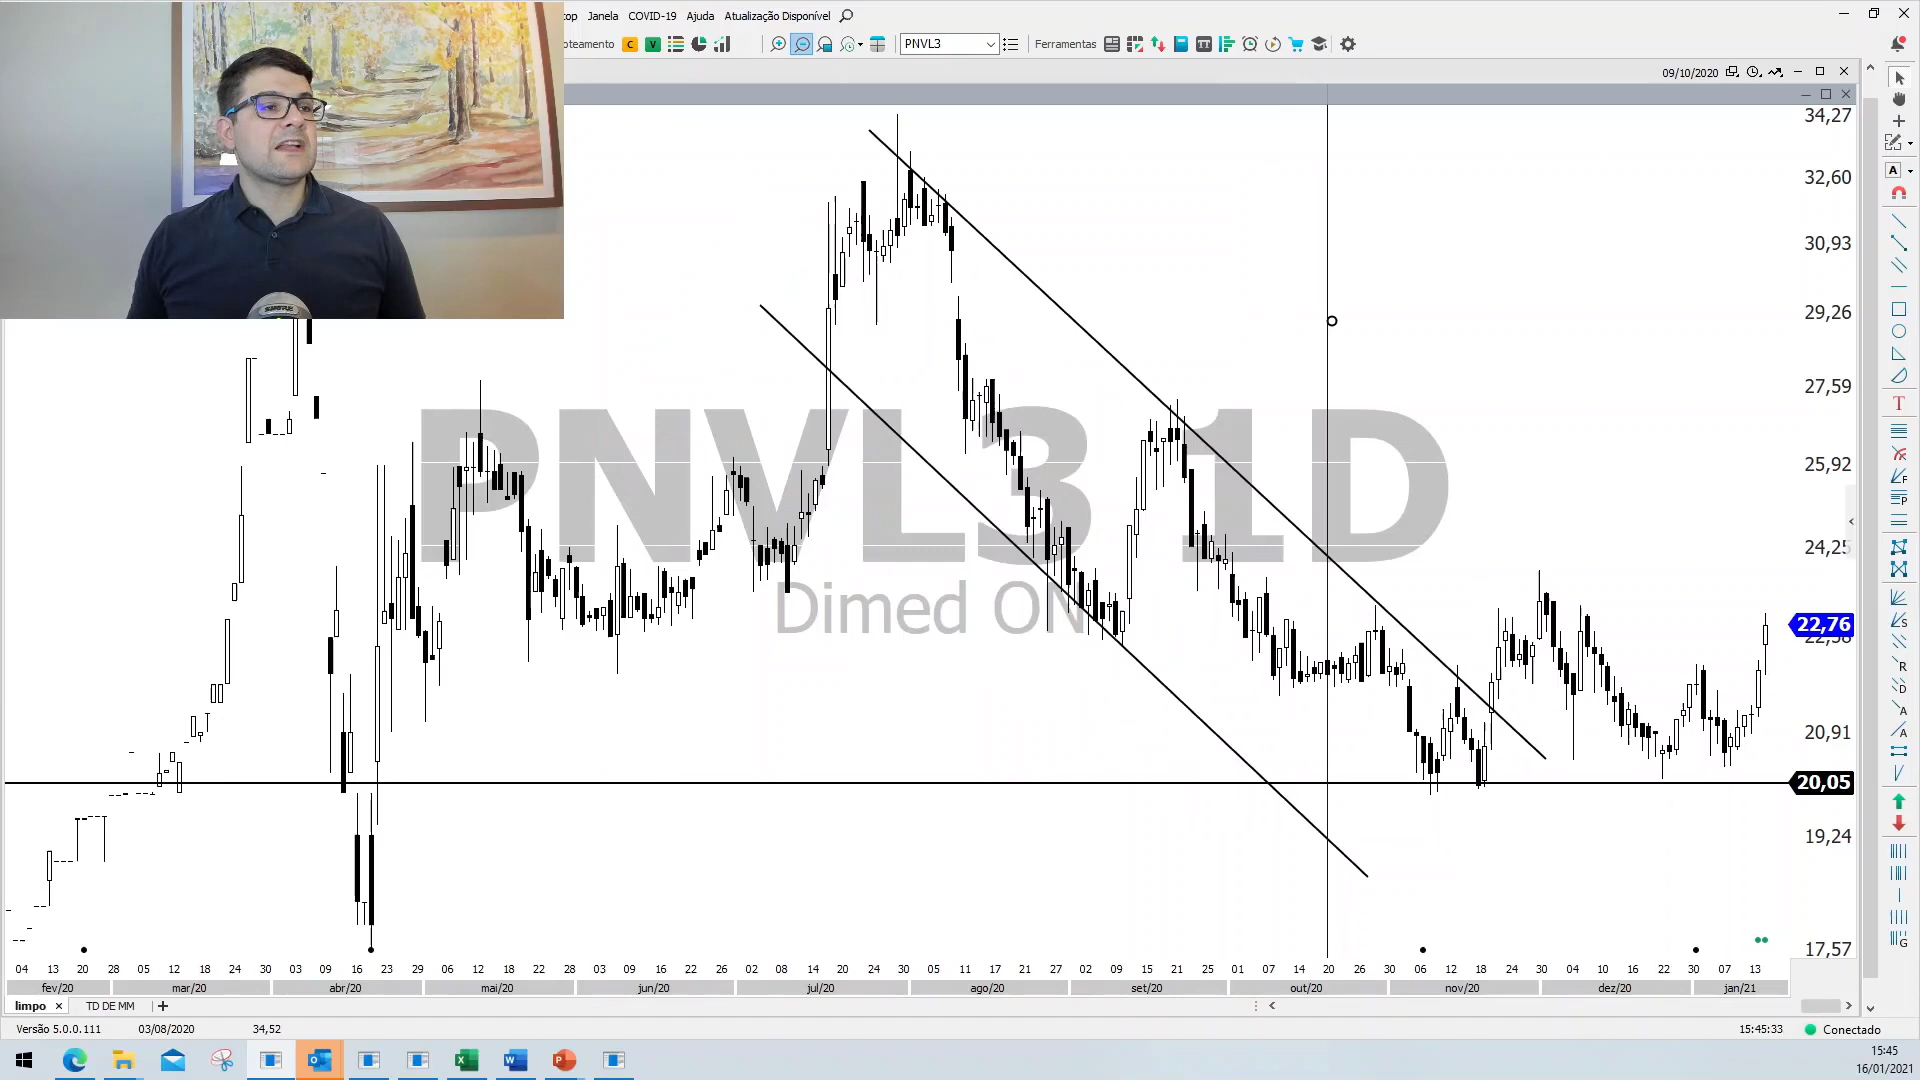 Janela COVID-19 Ajuda Atualização Disponível
C V PNVL3 Ferramentas
09/10/2020
PNVL3 1D
Dimed ON
34,27
32,60
30,93
29,26
27,59
25,92
24,25
22,76
20,91
20,05
19,24
17,57
04 13 20 28 05 12 18 24 30 03 09 16 23 29 06 12 18 28 03 09 16 22 26 02 08 14 20 24 30 05 11 17 21 27 02 09 15 21 25 01 07 14 20 26 30 06 12 18 24 30 04 10 16 22 30 07 13
fev/20 mar/20 abr/20 mai/20 jun/20 jul/20 ago/20 set/20 out/20 nov/20 dez/20 jan/21
limpo TD DE MM
Versão 5.0.0.111 03/08/2020 34,52 15:45:33 Conectado
15:45
16/01/2021